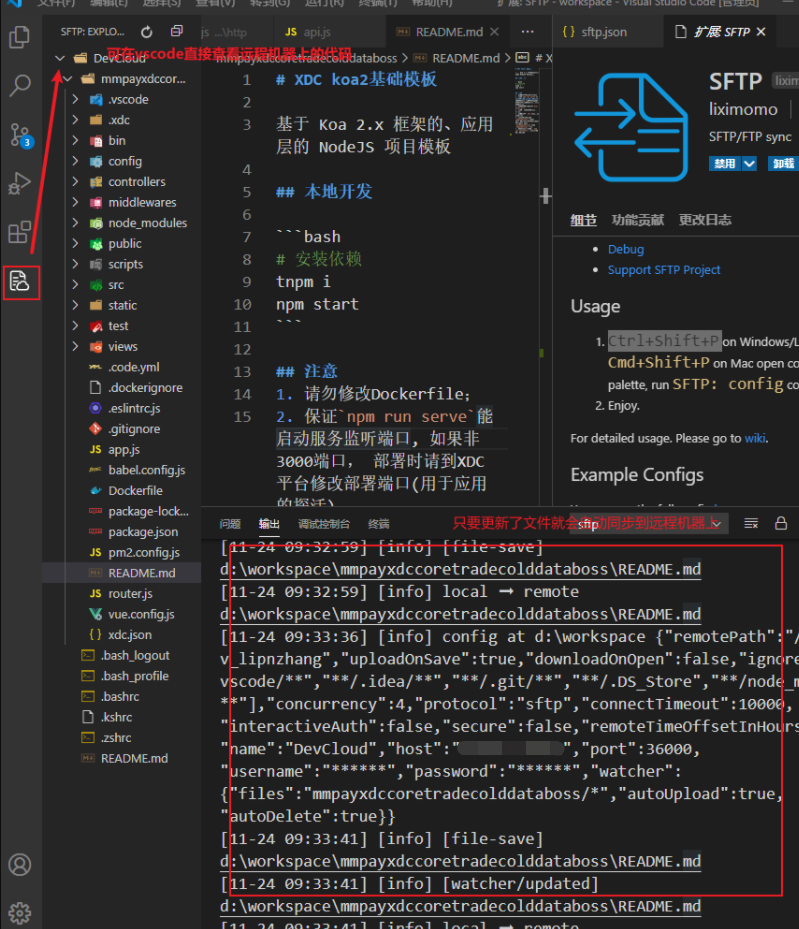 文件(F) 编辑(E) 选择(S) 查看(V) 转到(G) 运行(R) 终端(T) 帮助(H) 扩展: SFTP - workspace - Visual Studio Code [管理员]
SFTP: EXPLO...
js ...\http
JS api.js
README.md
···
{ } sftp.json
扩展 SFTP
可在vscode直接查看远程机器上的代码
mmpayxdccoretradecolddataboss > README.md >
DevCloud
mmpayxdccor...
.vscode
.xdc
bin
config
controllers
middlewares
node_modules
public
scripts
src
static
test
views
.code.yml
.dockerignore
.eslintrc.js
.gitignore
JS app.js
babel.config.js
Dockerfile
package-lock...
package.json
JS pm2.config.js
README.md
JS router.js
vue.config.js
{ } xdc.json
.bash_logout
.bash_profile
.bashrc
.kshrc
.zshrc
README.md
3
1 # XDC koa2基础模板
2
3 基于 Koa 2.x 框架的、应用
层的 NodeJS 项目模板
4
5 ## 本地开发
6
7 ```bash
8 # 安装依赖
9 tnpm i
10 npm start
11 ```
12
13 ## 注意
14 1. 请勿修改Dockerfile;
15 2. 保证`npm run serve`能
启动服务监听端口, 如果非
3000端口, 部署时请到XDC
平台修改部署端口(用于应用
的探活)
SFTP
liximomo
SFTP/FTP sync
禁用
卸载
细节 功能贡献 更改日志
Debug
Support SFTP Project
Usage
1. Ctrl+Shift+P on Windows/L
Cmd+Shift+P on Mac open co
palette, run SFTP: config co
2. Enjoy.
For detailed usage. Please go to wiki.
Example Configs
问题 输出 调试控制台 终端
sftp
只要更新了文件就会自动同步到远程机器上
[11-24 09:32:59] [info] [file-save]
d:\workspace\mmpayxdccoretradecolddataboss\README.md
[11-24 09:32:59] [info] local ➞ remote
d:\workspace\mmpayxdccoretradecolddataboss\README.md
[11-24 09:33:36] [info] config at d:\workspace {"remotePath":"/
v_lipnzhang","uploadOnSave":true,"downloadOnOpen":false,"ignore
vscode/**","**/.idea/**","**/.git/**","**/.DS_Store","**/node_m
**"],"concurrency":4,"protocol":"sftp","connectTimeout":10000,
"interactiveAuth":false,"secure":false,"remoteTimeOffsetInHours
"name":"DevCloud","host":" ","port":36000,
"username":"******","password":"******","watcher":
{"files":"mmpayxdccoretradecolddataboss/*","autoUpload":true,
"autoDelete":true}}
[11-24 09:33:41] [info] [file-save]
d:\workspace\mmpayxdccoretradecolddataboss\README.md
[11-24 09:33:41] [info] [watcher/updated]
d:\workspace\mmpayxdccoretradecolddataboss\README.md
[11-24 09:33:41] [info] local ➞ remote